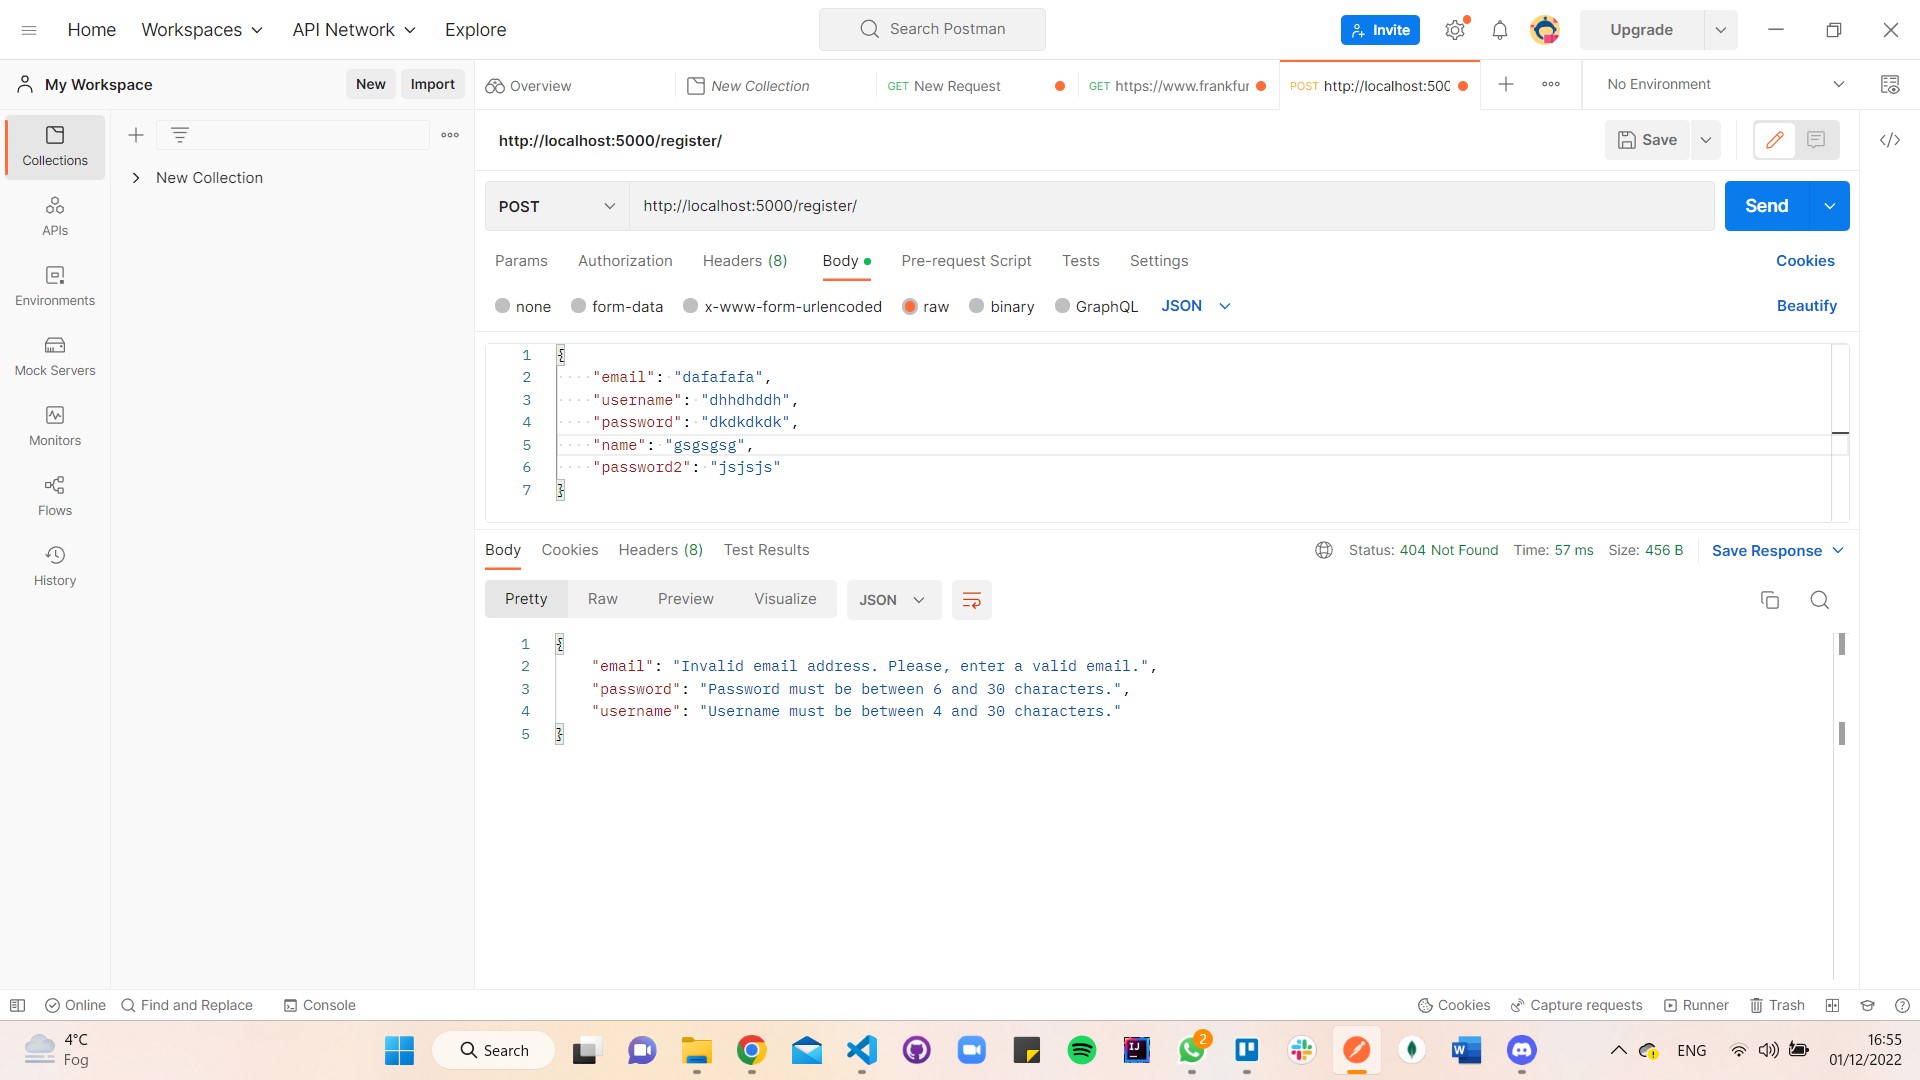 Home Workspaces API Network Explore Search Postman Invite Upgrade
My Workspace New Import Overview New Collection GET New Request GET https://www.frankfur POST http://localhost:500 No Environment
Collections
New Collection
APIs
Environments
Mock Servers
Monitors
Flows
History
http://localhost:5000/register/ Save
POST http://localhost:5000/register/ Send
Params Authorization Headers (8) Body Pre-request Script Tests Settings Cookies
none form-data x-www-form-urlencoded raw binary GraphQL JSON Beautify
1 {
2 "email": "dafafafa",
3 "username": "dhhdhddh",
4 "password": "dkdkdkdk",
5 "name": "gsgsgsg",
6 "password2": "jsjsjs"
7 }
Body Cookies Headers (8) Test Results Status: 404 Not Found Time: 57 ms Size: 456 B Save Response
Pretty Raw Preview Visualize JSON
1 {
2 "email": "Invalid email address. Please, enter a valid email.",
3 "password": "Password must be between 6 and 30 characters.",
4 "username": "Username must be between 4 and 30 characters."
5 }
Online Find and Replace Console Cookies Capture requests Runner Trash
4°C
Fog
Search
2
ENG
16:55
01/12/2022